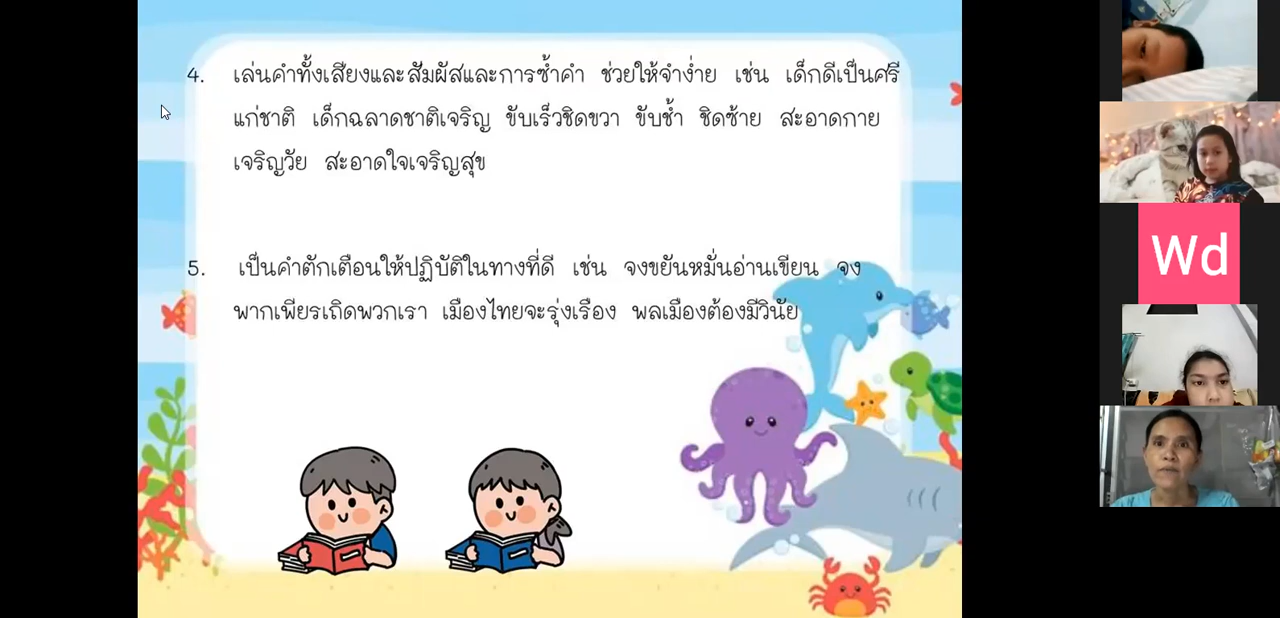 4. เล่นคำทั้งเสียงและสัมผัสและการซ้ำคำ ช่วยให้จำง่าย เช่น เด็กดีเป็นศรี
แก่ชาติ เด็กฉลาดชาติเจริญ ขับเร็วชิดขวา ขับช้ำ ชิดซ้าย สะอาดกาย
เจริญวัย สะอาดใจเจริญสุข
5. เป็นคำตักเตือนให้ปฏิบัติในทางที่ดี เช่น จงขยันหมั่นอ่านเขียน จง
พากเพียรเถิดพวกเรา เมืองไทยจะรุ่งเรือง พลเมืองต้องมีวินัย
Wd